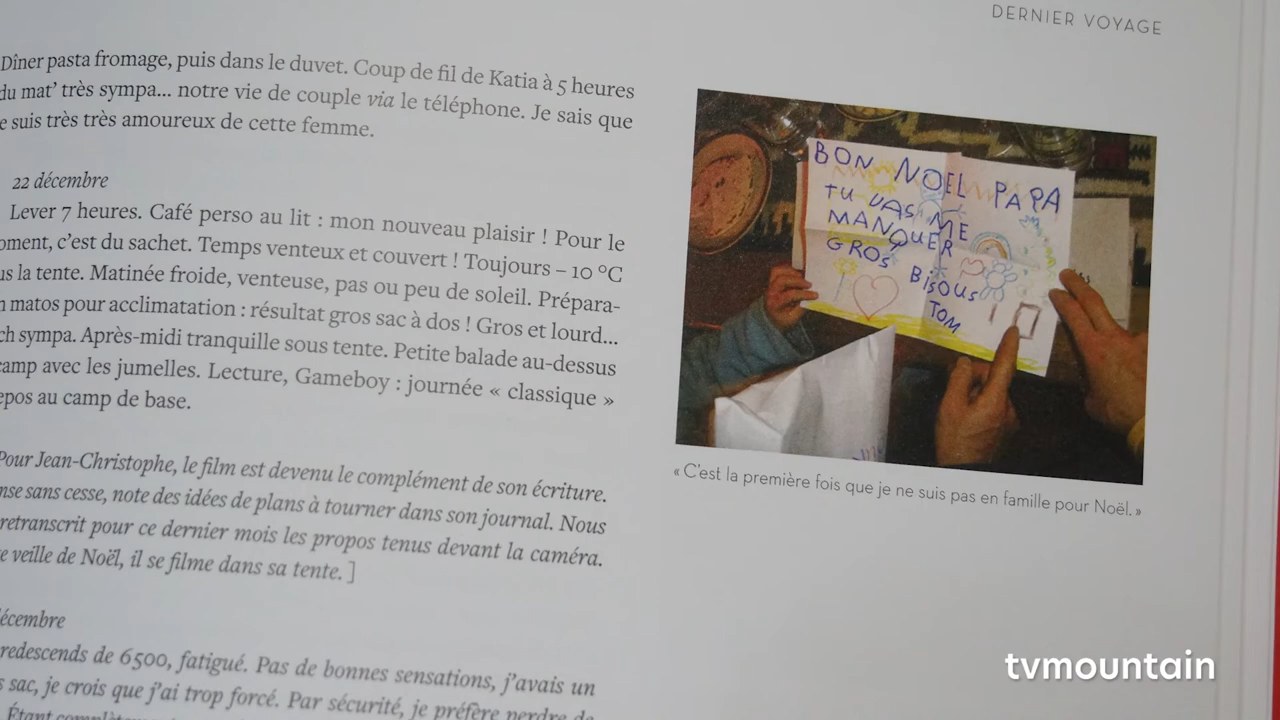 DERNIER VOYAGE
Dîner pasta fromage, puis dans le duvet. Coup de fil de Katia à 5 heures
du mat' très sympa... notre vie de couple via le téléphone. Je sais que
e suis très très amoureux de cette femme.
22 décembre
Lever 7 heures. Café perso au lit : mon nouveau plaisir ! Pour le
oment, c'est du sachet. Temps venteux et couvert ! Toujours – 10 °C
us la tente. Matinée froide, venteuse, pas ou peu de soleil. Prépara-
n matos pour acclimatation : résultat gros sac à dos ! Gros et lourd...
ch sympa. Après-midi tranquille sous tente. Petite balade au-dessus
camp avec les jumelles. Lecture, Gameboy : journée « classique »
epos au camp de base.
Pour Jean-Christophe, le film est devenu le complément de son écriture.
nse sans cesse, note des idées de plans à tourner dans son journal. Nous
retranscrit pour ce dernier mois les propos tenus devant la caméra.
e veille de Noël, il se filme dans sa tente. ]
écembre
redescends de 6500, fatigué. Pas de bonnes sensations, j'avais un
s sac, je crois que j'ai trop forcé. Par sécurité, je préfère perdre de
Étant
BON NOEL PAPA
TU VAS ME
MANQUER
GROS BISOUS
TOM
« C'est la première fois que je ne suis pas en famille pour Noël. »
tvmountain